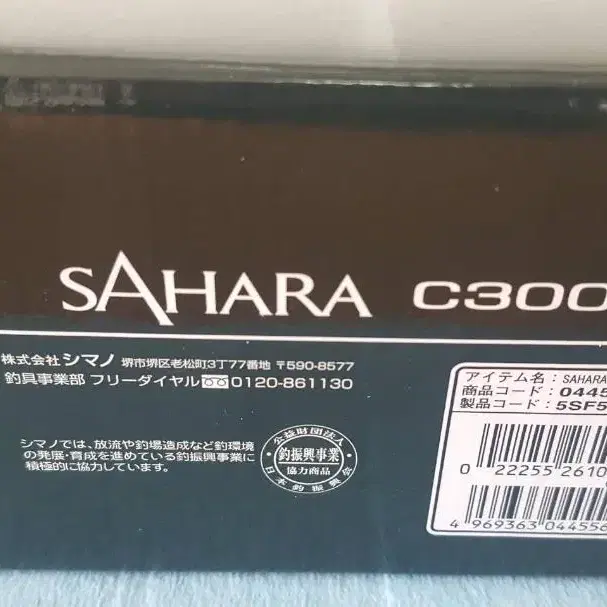 SAHARA C300
株式会社 シマノ 堺市堺区老松町3丁77番地 〒590-8577
釣具事業部 フリーダイヤル 0120-861130
シマノでは、放流や釣場造成など釣環境
の発展・育成を進めている釣振興事業に
積極的に協力しています。
公益財団法人
釣振興事業
協力商品
日本釣振興会
アイテム名：SAHARA
商品コード：0445
製品コード：5SF5
0 22255 2610
4 969363 044556